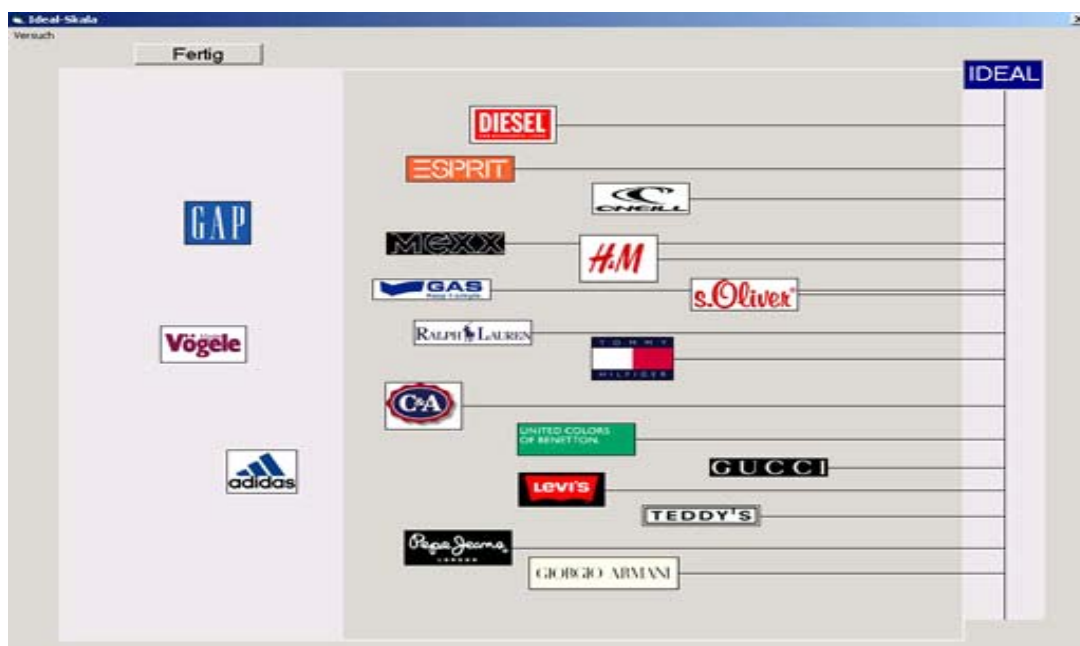 Ideal-Skala
Versuch
Fertig
IDEAL
DIESEL
ESPRIT
O'NEILL
GAP
MEXX
H&M
GAS
s.Oliver
RALPH LAUREN
TOMMY
HILFIGER
Vögele
C&A
UNITED COLORS
OF BENETTON.
GUCCI
adidas
LEVI'S
TEDDY'S
Pepe Jeans
LONDON
GIORGIO ARMANI